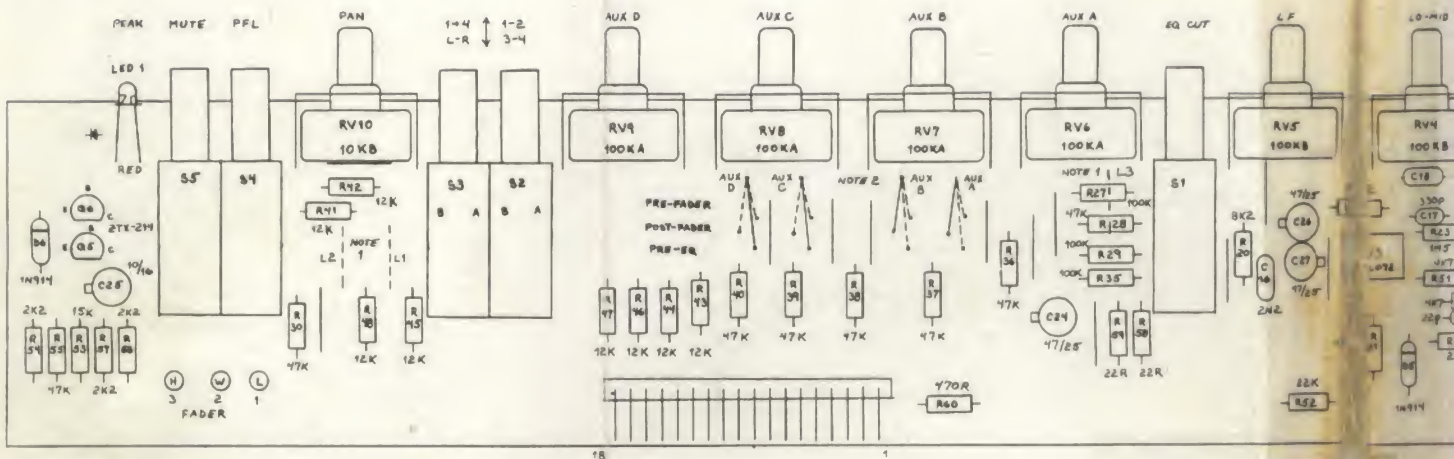 PEAK MUTE PFL PAN 1→4 ↕ 1-2 AUX D AUX C AUX B AUX A EQ CUT LF LO-MID
L-R 3-4
LED 1
RED
RV10 RV9 RV8 RV7 RV6 RV5 RV4
10KB 100KA 100KA 100KA 100KA 100KB 100KB
S5 S4 S3 S2 S1
B A B A
R42
12K
R41
12K
NOTE 1
L2 L1
AUX D AUX C NOTE 2 AUX B AUX A
PRE-FADER
POST-FADER
PRE-EQ
NOTE 1 L3
R27
100K
47K R28
100K R29
100K R35
C18
330P
C17
R23
R51
47/25
C26
C27
47/25
8K2
R20
2N2
Q6
E C
ZTX-214
Q5
E C
D6
1N914
10/16
C25
2K2 15K 2K2
R54 R55 R53 R57 R56
47K 2K2
R30
47K
R48
12K
R45
12K
R47 R46 R44 R43 R40 R39 R38 R37
12K 12K 12K 12K 47K 47K 47K 47K
R36
47K
C24
47/25
R59 R58
22R 22R
H W L
3 2 1
FADER
470R
R60
22K
R52
1N914
18 1